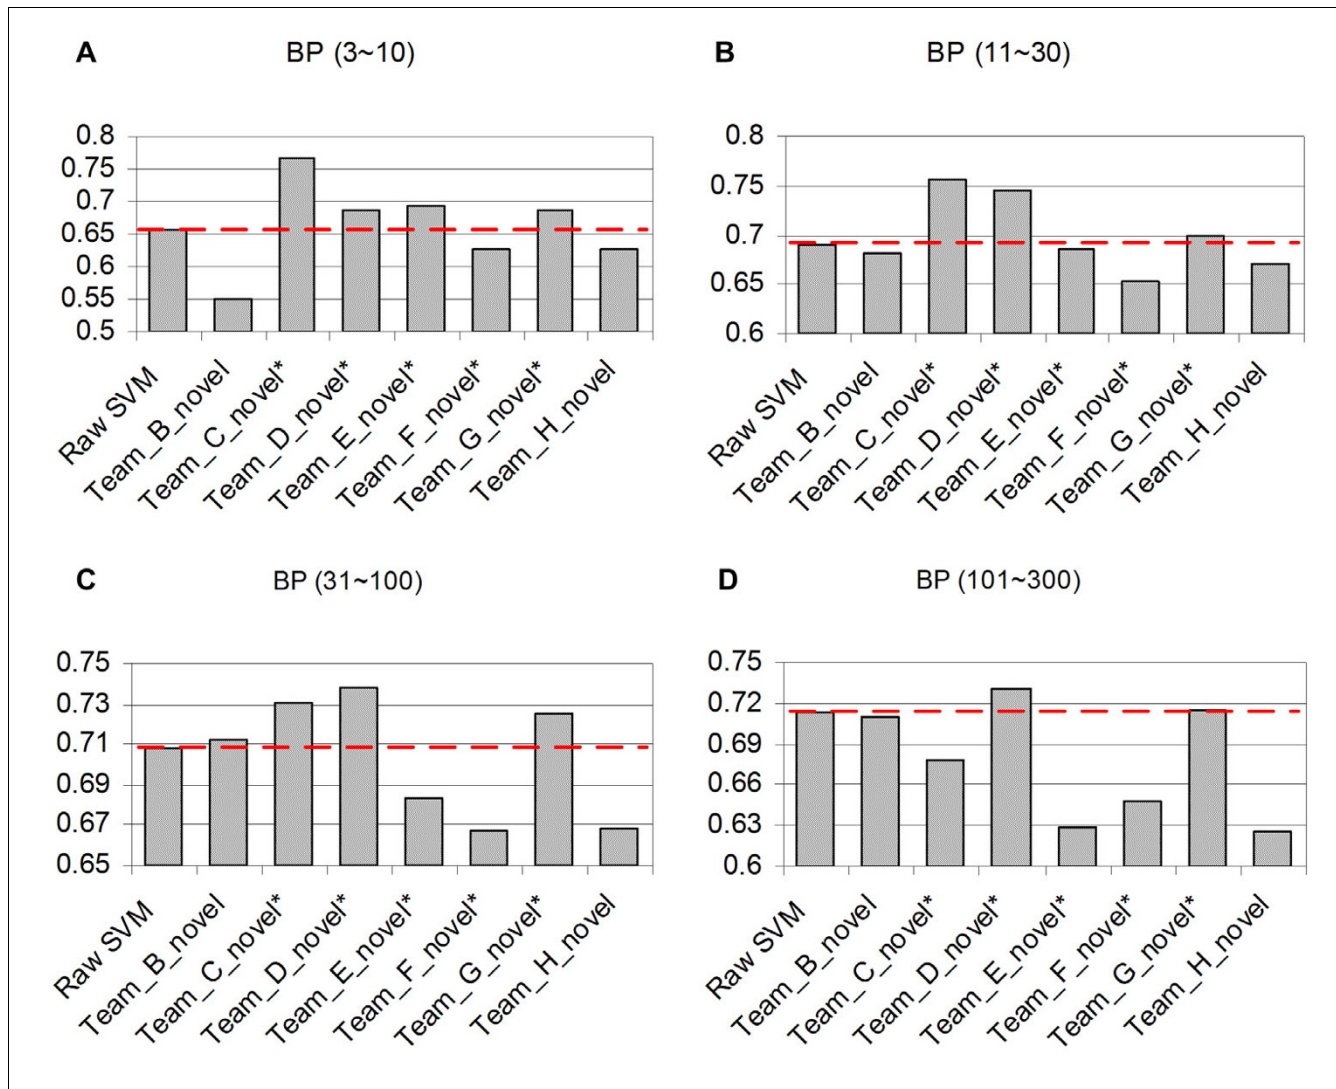 A BP (3~10)
0.8
0.75
0.7
0.65
0.6
0.55
0.5
Raw SVM
Team_B_novel
Team_C_novel*
Team_D_novel*
Team_E_novel*
Team_F_novel*
Team_G_novel*
Team_H_novel
B BP (11~30)
0.8
0.75
0.7
0.65
0.6
Raw SVM
Team_B_novel
Team_C_novel*
Team_D_novel*
Team_E_novel*
Team_F_novel*
Team_G_novel*
Team_H_novel
C BP (31~100)
0.75
0.73
0.71
0.69
0.67
0.65
Raw SVM
Team_B_novel
Team_C_novel*
Team_D_novel*
Team_E_novel*
Team_F_novel*
Team_G_novel*
Team_H_novel
D BP (101~300)
0.75
0.72
0.69
0.66
0.63
0.6
Raw SVM
Team_B_novel
Team_C_novel*
Team_D_novel*
Team_E_novel*
Team_F_novel*
Team_G_novel*
Team_H_novel